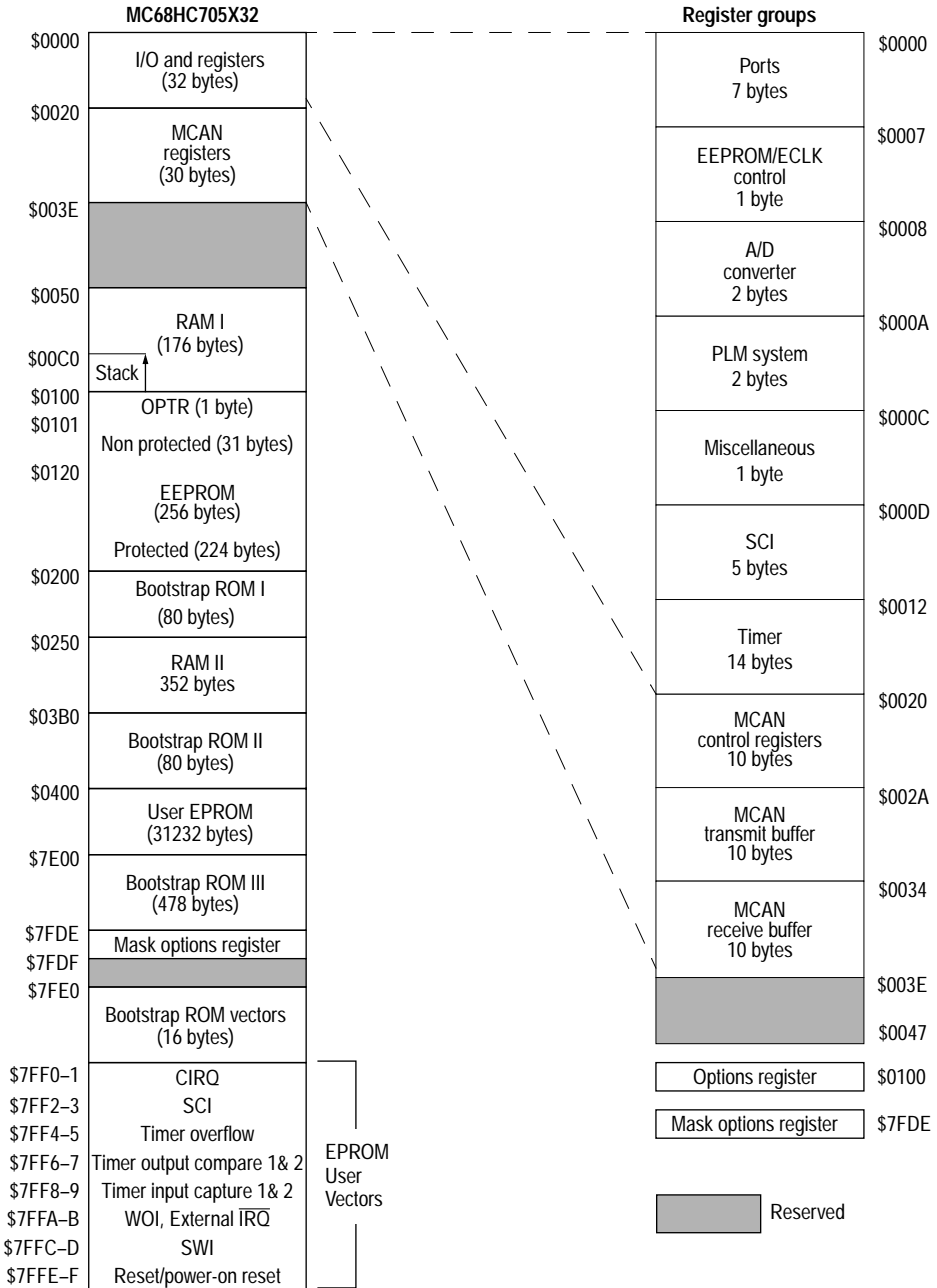 MC68HC705X32
$0000
I/O and registers
(32 bytes)
$0020
MCAN
registers
(30 bytes)
$003E
$0050
RAM I
(176 bytes)
$00C0
Stack
$0100
OPTR (1 byte)
$0101
Non protected (31 bytes)
$0120
EEPROM
(256 bytes)
Protected (224 bytes)
$0200
Bootstrap ROM I
(80 bytes)
$0250
RAM II
352 bytes
$03B0
Bootstrap ROM II
(80 bytes)
$0400
User EPROM
(31232 bytes)
$7E00
Bootstrap ROM III
(478 bytes)
$7FDE
Mask options register
$7FDF
$7FE0
Bootstrap ROM vectors
(16 bytes)
$7FF0–1 CIRQ
$7FF2–3 SCI
$7FF4–5 Timer overflow
$7FF6–7 Timer output compare 1& 2
$7FF8–9 Timer input capture 1& 2
$7FFA–B WOI, External IRQ
$7FFC–D SWI
$7FFE–F Reset/power-on reset
EPROM
User
Vectors
Register groups
$0000
Ports
7 bytes
$0007
EEPROM/ECLK
control
1 byte
$0008
A/D
converter
2 bytes
$000A
PLM system
2 bytes
$000C
Miscellaneous
1 byte
$000D
SCI
5 bytes
$0012
Timer
14 bytes
$0020
MCAN
control registers
10 bytes
$002A
MCAN
transmit buffer
10 bytes
$0034
MCAN
receive buffer
10 bytes
$003E
$0047
Options register $0100
Mask options register $7FDE
Reserved